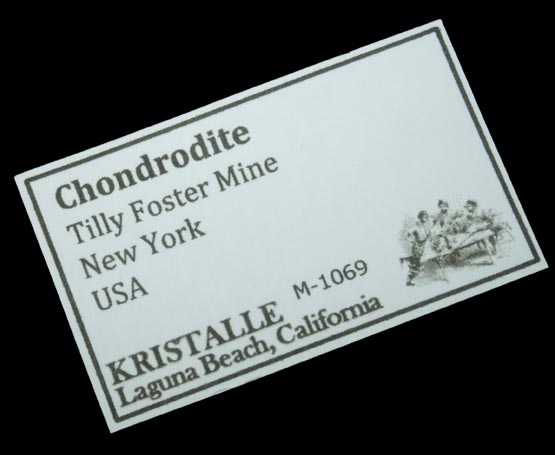 Chondrodite
Tilly Foster Mine
New York
USA
M-1069
KRISTALLE
Laguna Beach, California